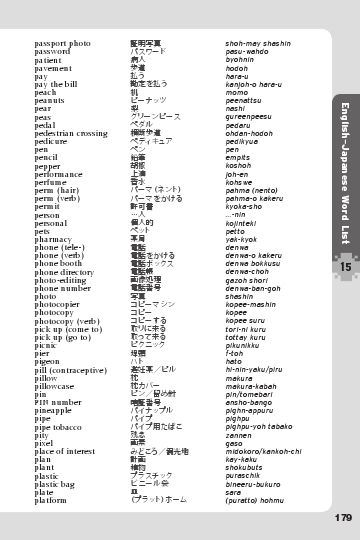 passport photo 証明写真 shoh-may shashin
password パスワード pasu-wahdo
patient 病人 byohnin
pavement 歩道 hodoh
pay 払う hara-u
pay the bill 勘定を払う kanjoh-o hara-u
peach 桃 momo
peanuts ピーナッツ peenattsu
pear 梨 nashi
peas グリーンピース gureenpeesu
pedal ペダル pedaru
pedestrian crossing 横断歩道 ohdan-hodoh
pedicure ペディキュア pedikyua
pen ペン pen
pencil 鉛筆 empits
pepper 胡椒 koshoh
performance 上演 joh-en
perfume 香水 kohswe
perm (hair) パーマ (ネント) pahma (nento)
perm (verb) パーマをかける pahma-o kakeru
permit 許可書 kyoka-sho
person …人 ...-nin
personal 個人的 kojinteki
pets ペット petto
pharmacy 薬局 yak-kyok
phone (tele-) 電話 denwa
phone (verb) 電話をかける denwa-o kakeru
phone booth 電話ボックス denwa bokkusu
phone directory 電話帳 denwa-choh
photo-editing 画像処理 gazoh shori
phone number 電話番号 denwa-ban-goh
photo 写真 shashin
photocopier コピーマシン kopee-mashin
photocopy コピー kopee
photocopy (verb) コピーする kopee suru
pick up (come to) 取りに来る tori-ni kuru
pick up (go to) 取って来る tottay kuru
picnic ピクニック pikunikku
pier 埠頭 f-toh
pigeon ハト hato
pill (contraceptive) 避妊薬／ピル hi-nin-yaku/piru
pillow 枕 makura
pillowcase 枕カバー makura-kabah
pin ピン／留め針 pin/tomebari
PIN number 暗証番号 ansho-bango
pineapple パイナップル pighn-appuru
pipe パイプ pighpu
pipe tobacco パイプ用たばこ pighpu-yoh tabako
pity 残念 zannen
pixel 画素 gaso
place of interest みどころ／観光地 midokoro/kankoh-chi
plan 計画 kay-kaku
plant 植物 shokubuts
plastic プラスチック puraschik
plastic bag ビニール袋 bineeru-bukuro
plate 皿 sara
platform (プラット) ホーム (puratto) hohmu
English–Japanese Word List
15
179